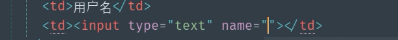 <td>用户名</td>
<td><input type="text" name=""></td>